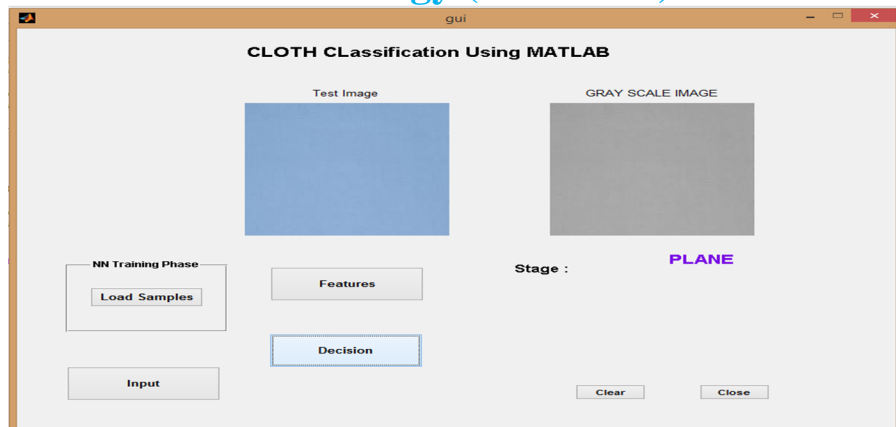 gui
CLOTH CLassification Using MATLAB
Test Image
GRAY SCALE IMAGE
NN Training Phase
Load Samples
Features
Stage :
PLANE
Decision
Input
Clear
Close